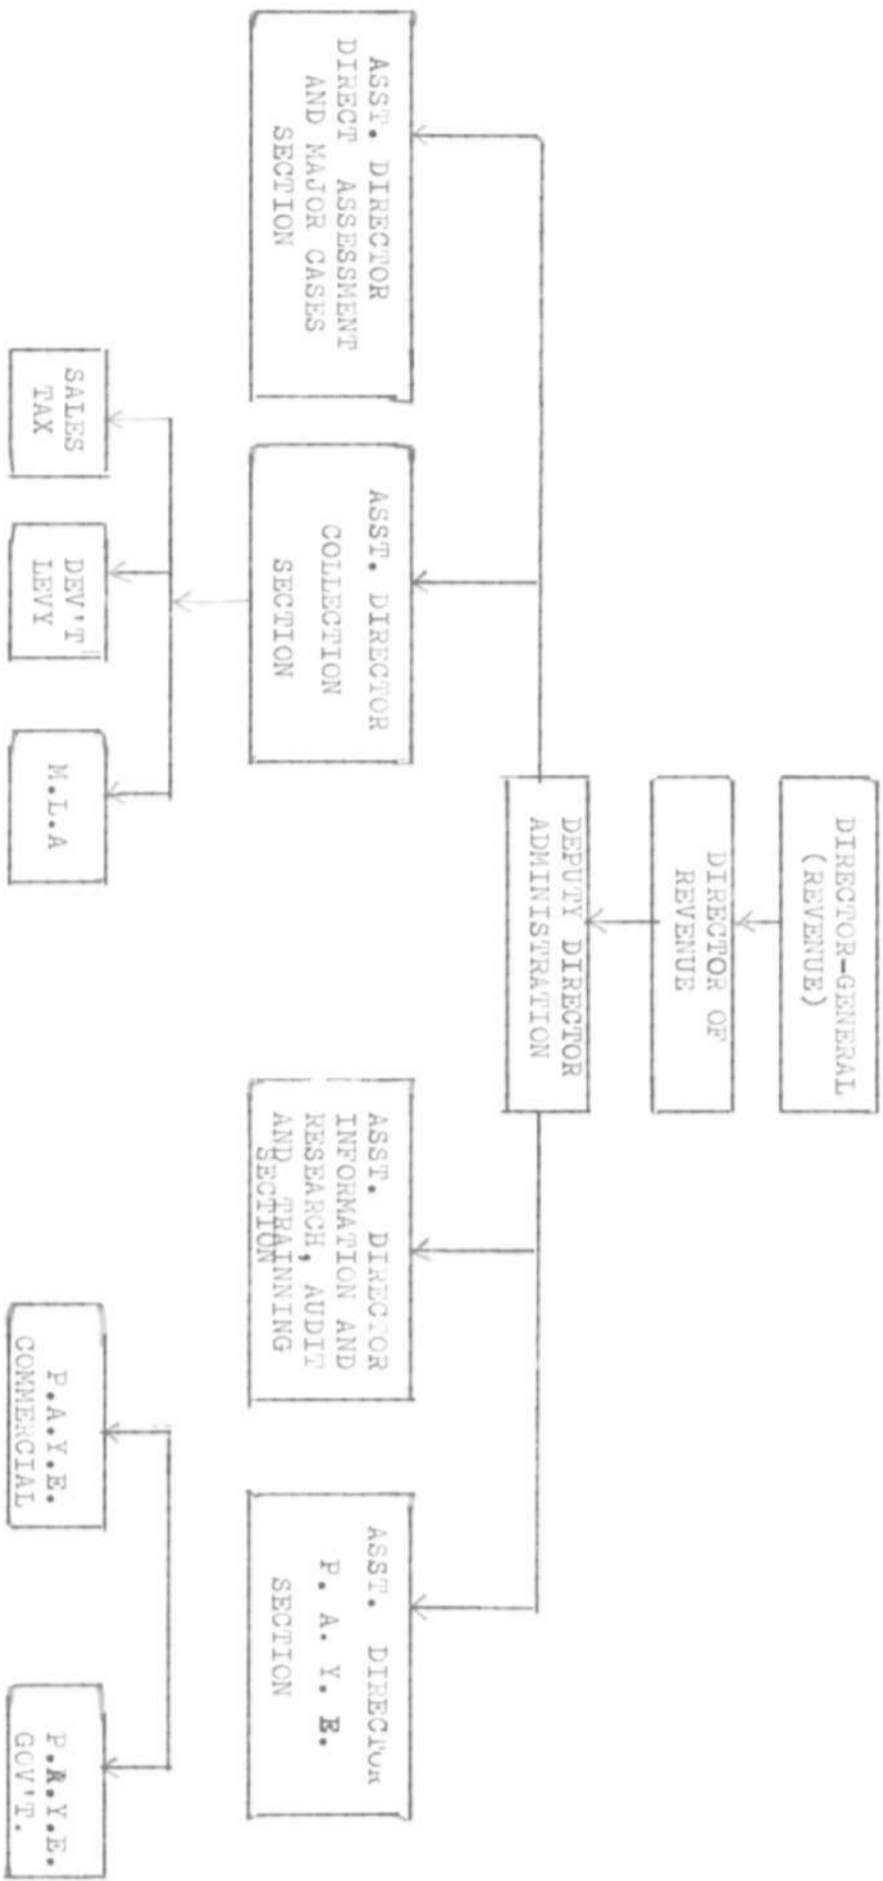 DIRECTOR-GENERAL
(REVENUE)
DIRECTOR OF
REVENUE
DEPUTY DIRECTOR
ADMINISTRATION
ASST. DIRECTOR
DIRECT ASSESSMENT
AND MAJOR CASES
SECTION
ASST. DIRECTOR
COLLECTION
SECTION
ASST. DIRECTOR
INFORMATION AND
RESEARCH, AUDIT
AND TRAINNING
SECTION
ASST. DIRECTOR
P. A. Y. E.
SECTION
SALES
TAX
DEV'T
LEVY
M.L.A
P.A.Y.E.
COMMERCIAL
P.A.Y.E.
GOV'T.